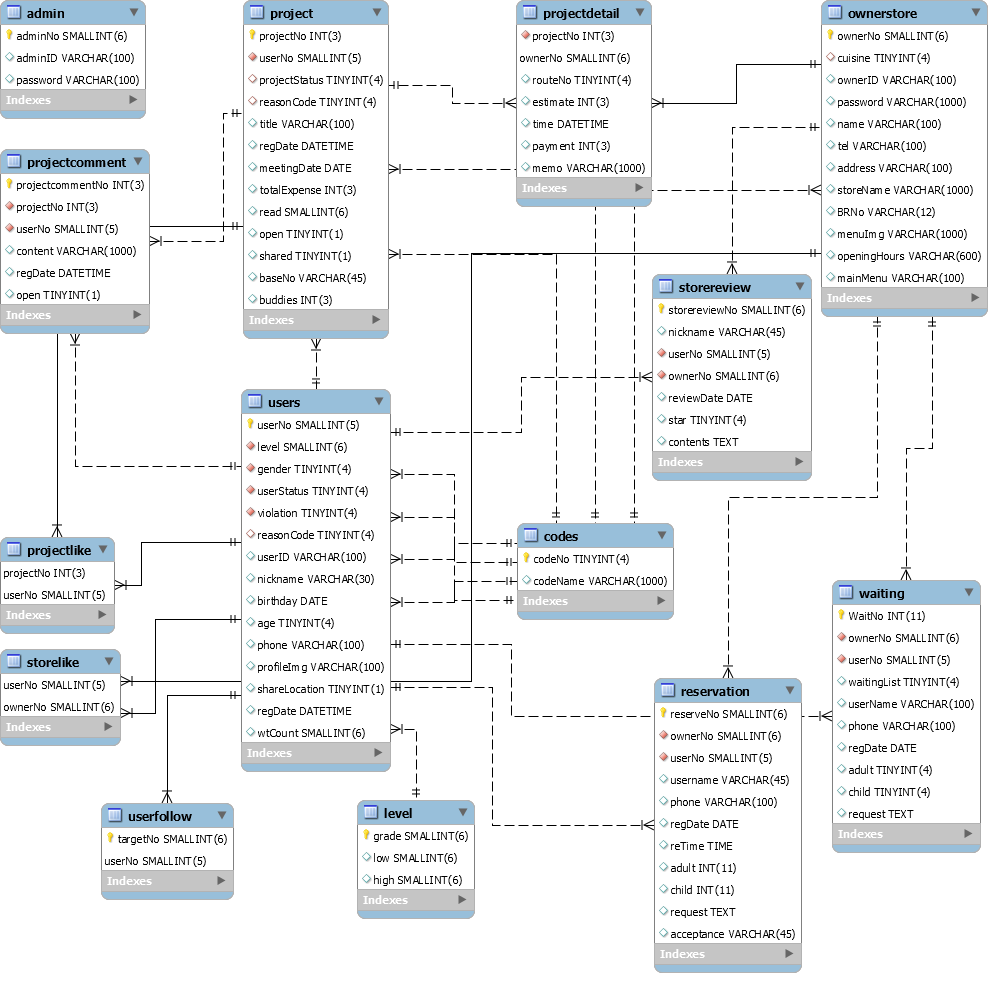 admin
adminNo SMALLINT(6)
adminID VARCHAR(100)
password VARCHAR(100)
Indexes
project
projectNo INT(3)
userNo SMALLINT(5)
projectStatus TINYINT(4)
reasonCode TINYINT(4)
title VARCHAR(100)
regDate DATETIME
meetingDate DATE
totalExpense INT(3)
read SMALLINT(6)
open TINYINT(1)
shared TINYINT(1)
baseNo VARCHAR(45)
buddies INT(3)
Indexes
projectdetail
projectNo INT(3)
ownerNo SMALLINT(6)
routeNo TINYINT(4)
estimate INT(3)
time DATETIME
payment INT(3)
memo VARCHAR(1000)
Indexes
ownerstore
ownerNo SMALLINT(6)
cuisine TINYINT(4)
ownerID VARCHAR(100)
password VARCHAR(1000)
name VARCHAR(100)
tel VARCHAR(100)
address VARCHAR(100)
storeName VARCHAR(1000)
BRNo VARCHAR(12)
menuImg VARCHAR(1000)
openingHours VARCHAR(600)
mainMenu VARCHAR(100)
Indexes
projectcomment
projectcommentNo INT(3)
projectNo INT(3)
userNo SMALLINT(5)
content VARCHAR(1000)
regDate DATETIME
open TINYINT(1)
Indexes
storereview
storereviewNo SMALLINT(6)
nickname VARCHAR(45)
userNo SMALLINT(5)
ownerNo SMALLINT(6)
reviewDate DATE
star TINYINT(4)
contents TEXT
Indexes
users
userNo SMALLINT(5)
level SMALLINT(6)
gender TINYINT(4)
userStatus TINYINT(4)
violation TINYINT(4)
reasonCode TINYINT(4)
userID VARCHAR(100)
nickname VARCHAR(30)
birthday DATE
age TINYINT(4)
phone VARCHAR(100)
profileImg VARCHAR(100)
shareLocation TINYINT(1)
regDate DATETIME
wtCount SMALLINT(6)
Indexes
codes
codeNo TINYINT(4)
codeName VARCHAR(1000)
Indexes
projectlike
projectNo INT(3)
userNo SMALLINT(5)
Indexes
storelike
userNo SMALLINT(5)
ownerNo SMALLINT(6)
Indexes
waiting
WaitNo INT(11)
ownerNo SMALLINT(6)
userNo SMALLINT(5)
waitingList TINYINT(4)
userName VARCHAR(100)
phone VARCHAR(100)
regDate DATE
adult TINYINT(4)
child TINYINT(4)
request TEXT
Indexes
reservation
reserveNo SMALLINT(6)
ownerNo SMALLINT(6)
userNo SMALLINT(5)
username VARCHAR(45)
phone VARCHAR(100)
regDate DATE
reTime TIME
adult INT(11)
child INT(11)
request TEXT
acceptance VARCHAR(45)
Indexes
userfollow
targetNo SMALLINT(6)
userNo SMALLINT(5)
Indexes
level
grade SMALLINT(6)
low SMALLINT(6)
high SMALLINT(6)
Indexes